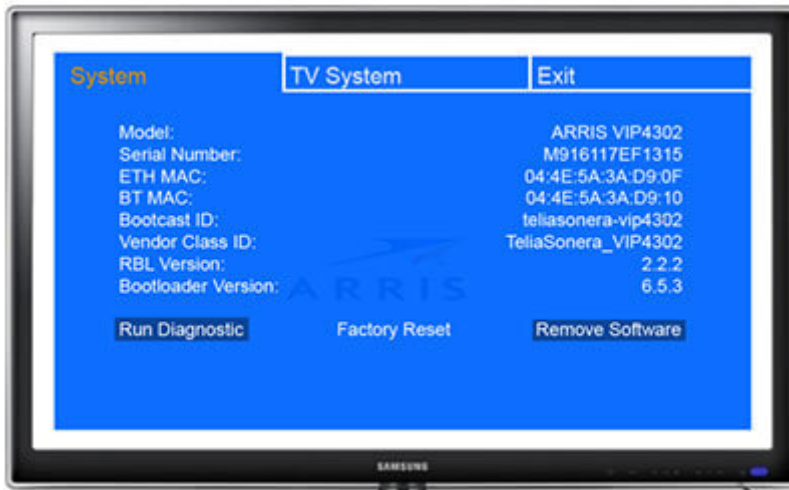 System TV System Exit
Model: ARRIS VIP4302
Serial Number: M916117EF1315
ETH MAC: 04:4E:5A:3A:D9:0F
BT MAC: 04:4E:5A:3A:D9:10
Bootcast ID: teliasonera-vip4302
Vendor Class ID: TeliaSonera_VIP4302
RBL Version: 2.2.2
Bootloader Version: 6.5.3
ARRIS
Run Diagnostic Factory Reset Remove Software
SAMSUNG